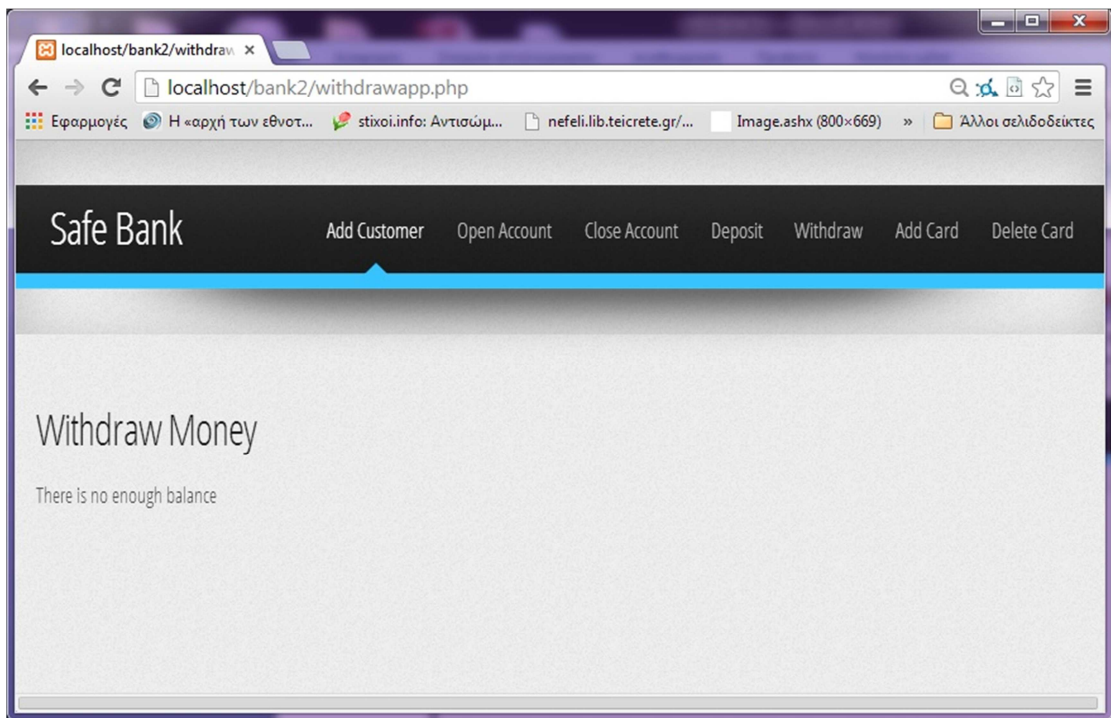 localhost/bank2/withdraw
localhost/bank2/withdrawapp.php
Εφαρμογές Η «αρχή των εθνοτ... stixoi.info: Αντισώμ... nefeli.lib.teicrete.gr/... Image.ashx (800×669) » Άλλοι σελιδοδείκτες
Safe Bank Add Customer Open Account Close Account Deposit Withdraw Add Card Delete Card
Withdraw Money
There is no enough balance